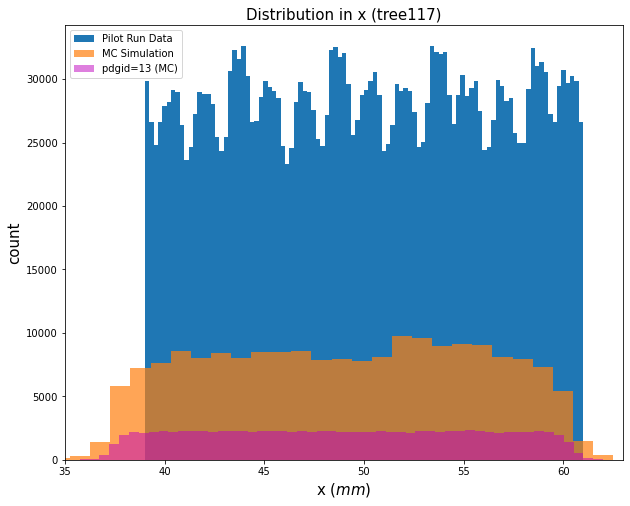 Distribution in x (tree117)
Pilot Run Data
MC Simulation
pdgid=13 (MC)
count
30000
25000
20000
15000
10000
5000
0
35 40 45 50 55 60
x (mm)